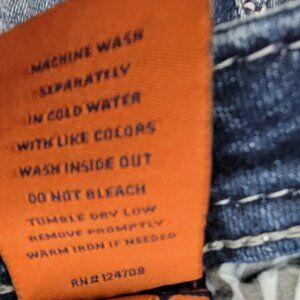 MACHINE WASH
SEPARATELY
IN COLD WATER
WITH LIKE COLORS
WASH INSIDE OUT
DO NOT BLEACH
TUMBLE DRY LOW
REMOVE PROMPTLY
WARM IRON IF NEEDED
RN# 124708